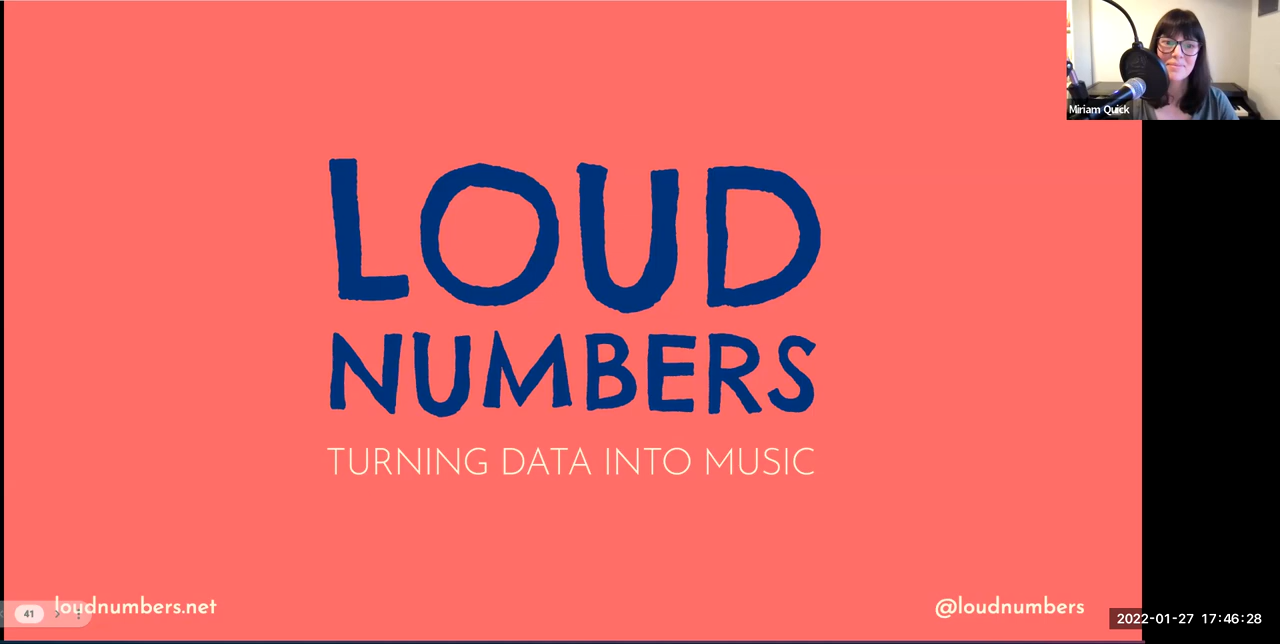 Miriam Quick
LOUD
NUMBERS
TURNING DATA INTO MUSIC
41
loudnumbers.net
@loudnumbers
2022-01-27 17:46:28